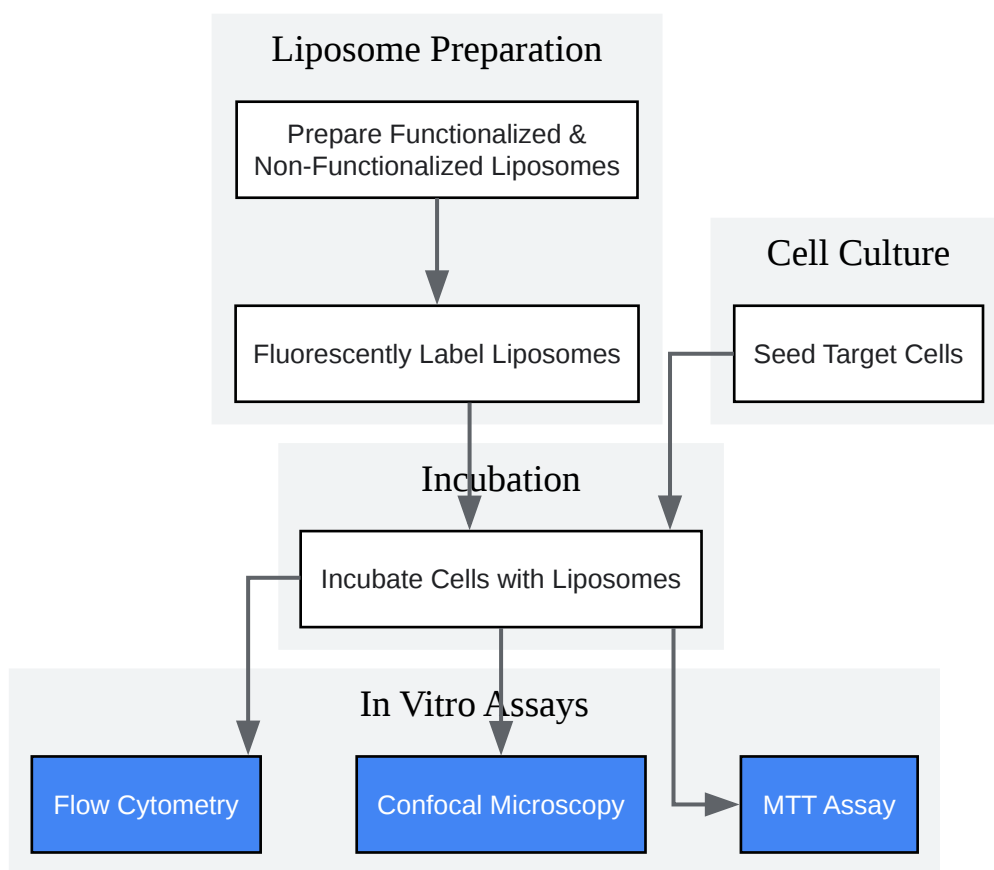 Liposome Preparation
Prepare Functionalized &
Non-Functionalized Liposomes
Cell Culture
Fluorescently Label Liposomes
Seed Target Cells
Incubation
Incubate Cells with Liposomes
In Vitro Assays
Flow Cytometry
Confocal Microscopy
MTT Assay